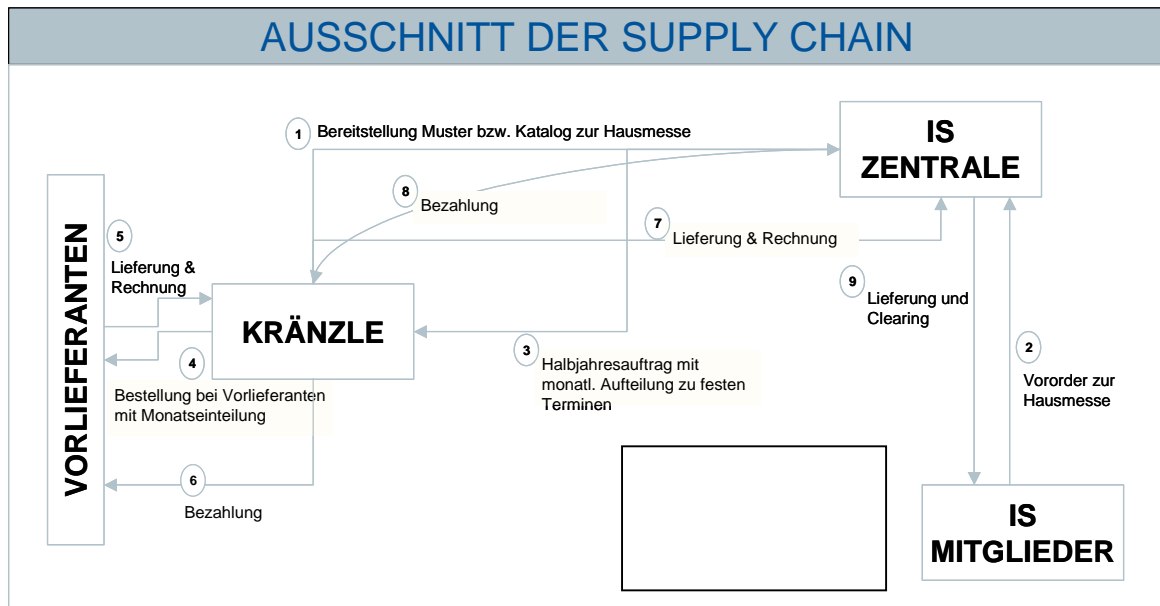 AUSSCHNITT DER SUPPLY CHAIN
1 Bereitstellung Muster bzw. Katalog zur Hausmesse
IS
ZENTRALE
8
Bezahlung
7
Lieferung & Rechnung
VORLIEFERANTEN
5
Lieferung &
Rechnung
9
Lieferung und
Clearing
KRÄNZLE
4
Bestellung bei Vorlieferanten
mit Monatseinteilung
3
Halbjahresauftrag mit
monatl. Aufteilung zu festen
Terminen
2
Vororder zur
Hausmesse
6
Bezahlung
IS
MITGLIEDER